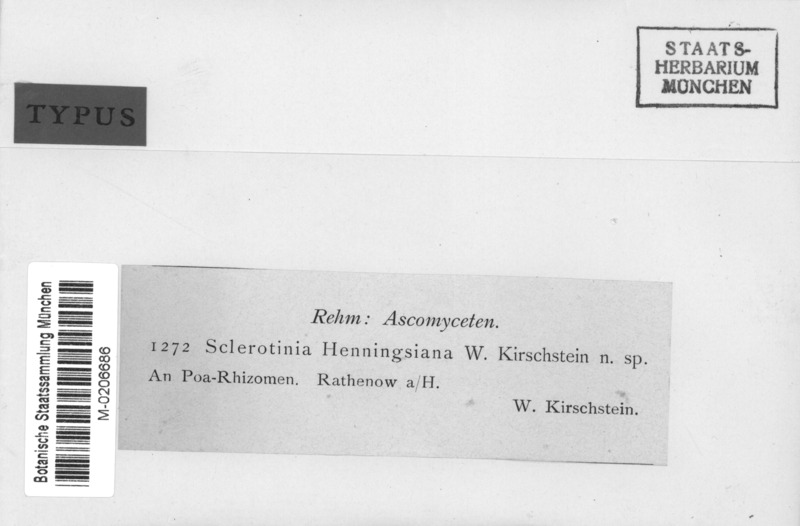 STAATS-
HERBARIUM
MÜNCHEN
TYPUS
Botanische Staatssammlung München
M-0206686
Rehm: Ascomyceten.
1272 Sclerotinia Henningsiana W. Kirschstein n. sp.
An Poa-Rhizomen. Rathenow a/H.
W. Kirschstein.